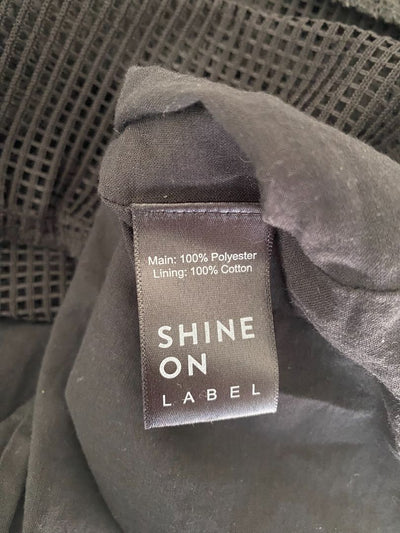 Main: 100% Polyester
Lining: 100% Cotton
SHINE
ON
LABEL